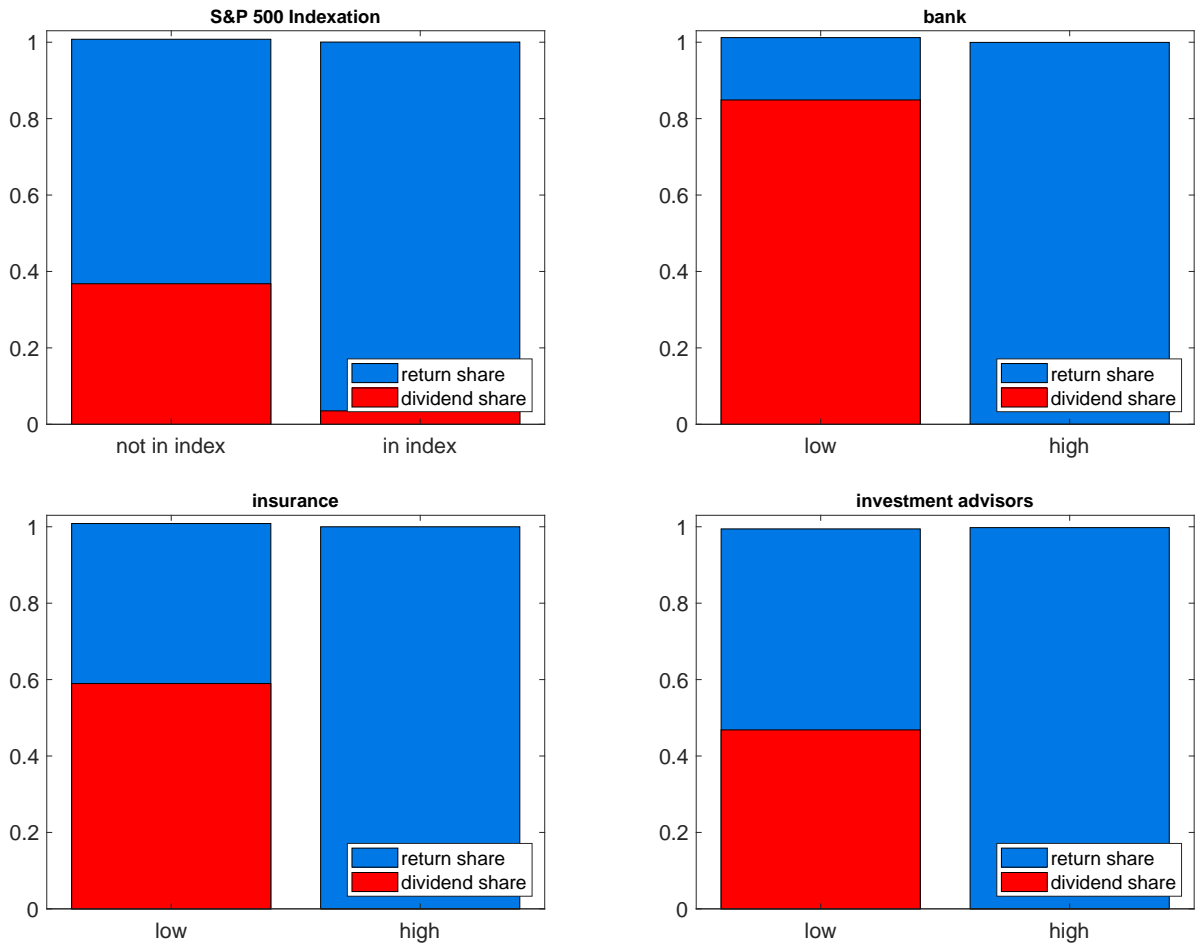 S&P 500 Indexation
1
0.8
0.6
0.4
0.2
0
return share
dividend share
not in index
in index
bank
1
0.8
0.6
0.4
0.2
0
return share
dividend share
low
high
insurance
1
0.8
0.6
0.4
0.2
0
return share
dividend share
low
high
investment advisors
1
0.8
0.6
0.4
0.2
0
return share
dividend share
low
high